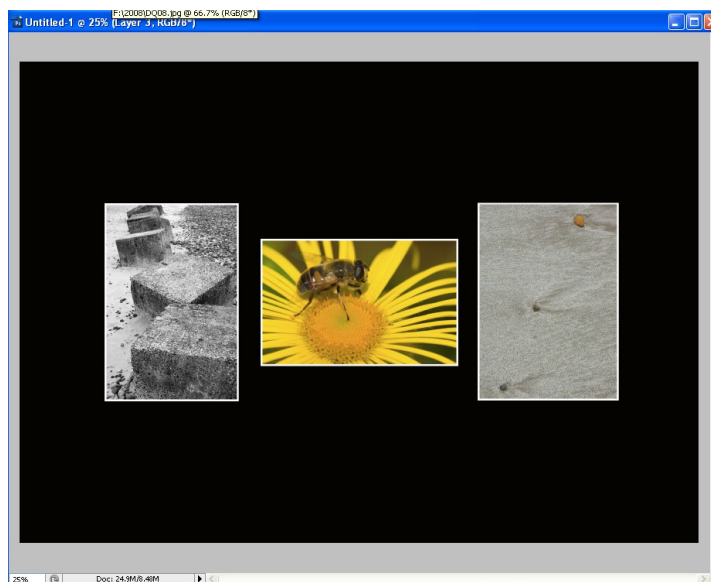 F:\2008\DQ08.jpg @ 66.7% (RGB/8*)
Untitled-1 @ 25% (Layer 3, RGB/8*)
25% Doc: 24.9M/8.48M